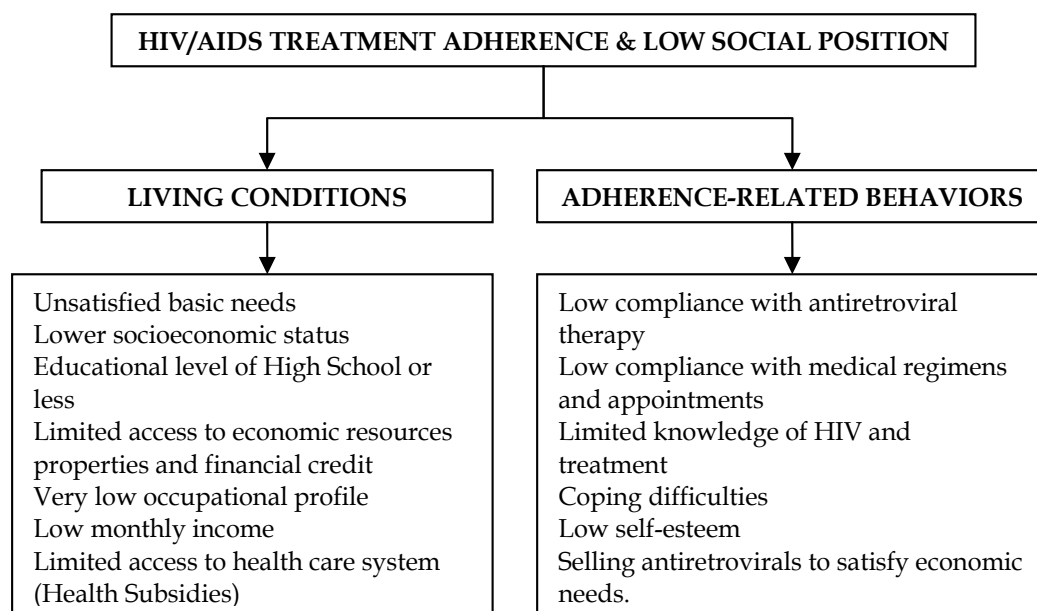 HIV/AIDS TREATMENT ADHERENCE & LOW SOCIAL POSITION
LIVING CONDITIONS
Unsatisfied basic needs
Lower socioeconomic status
Educational level of High School or
less
Limited access to economic resources
properties and financial credit
Very low occupational profile
Low monthly income
Limited access to health care system
(Health Subsidies)
ADHERENCE-RELATED BEHAVIORS
Low compliance with antiretroviral
therapy
Low compliance with medical regimens
and appointments
Limited knowledge of HIV and
treatment
Coping difficulties
Low self-esteem
Selling antiretrovirals to satisfy economic
needs.